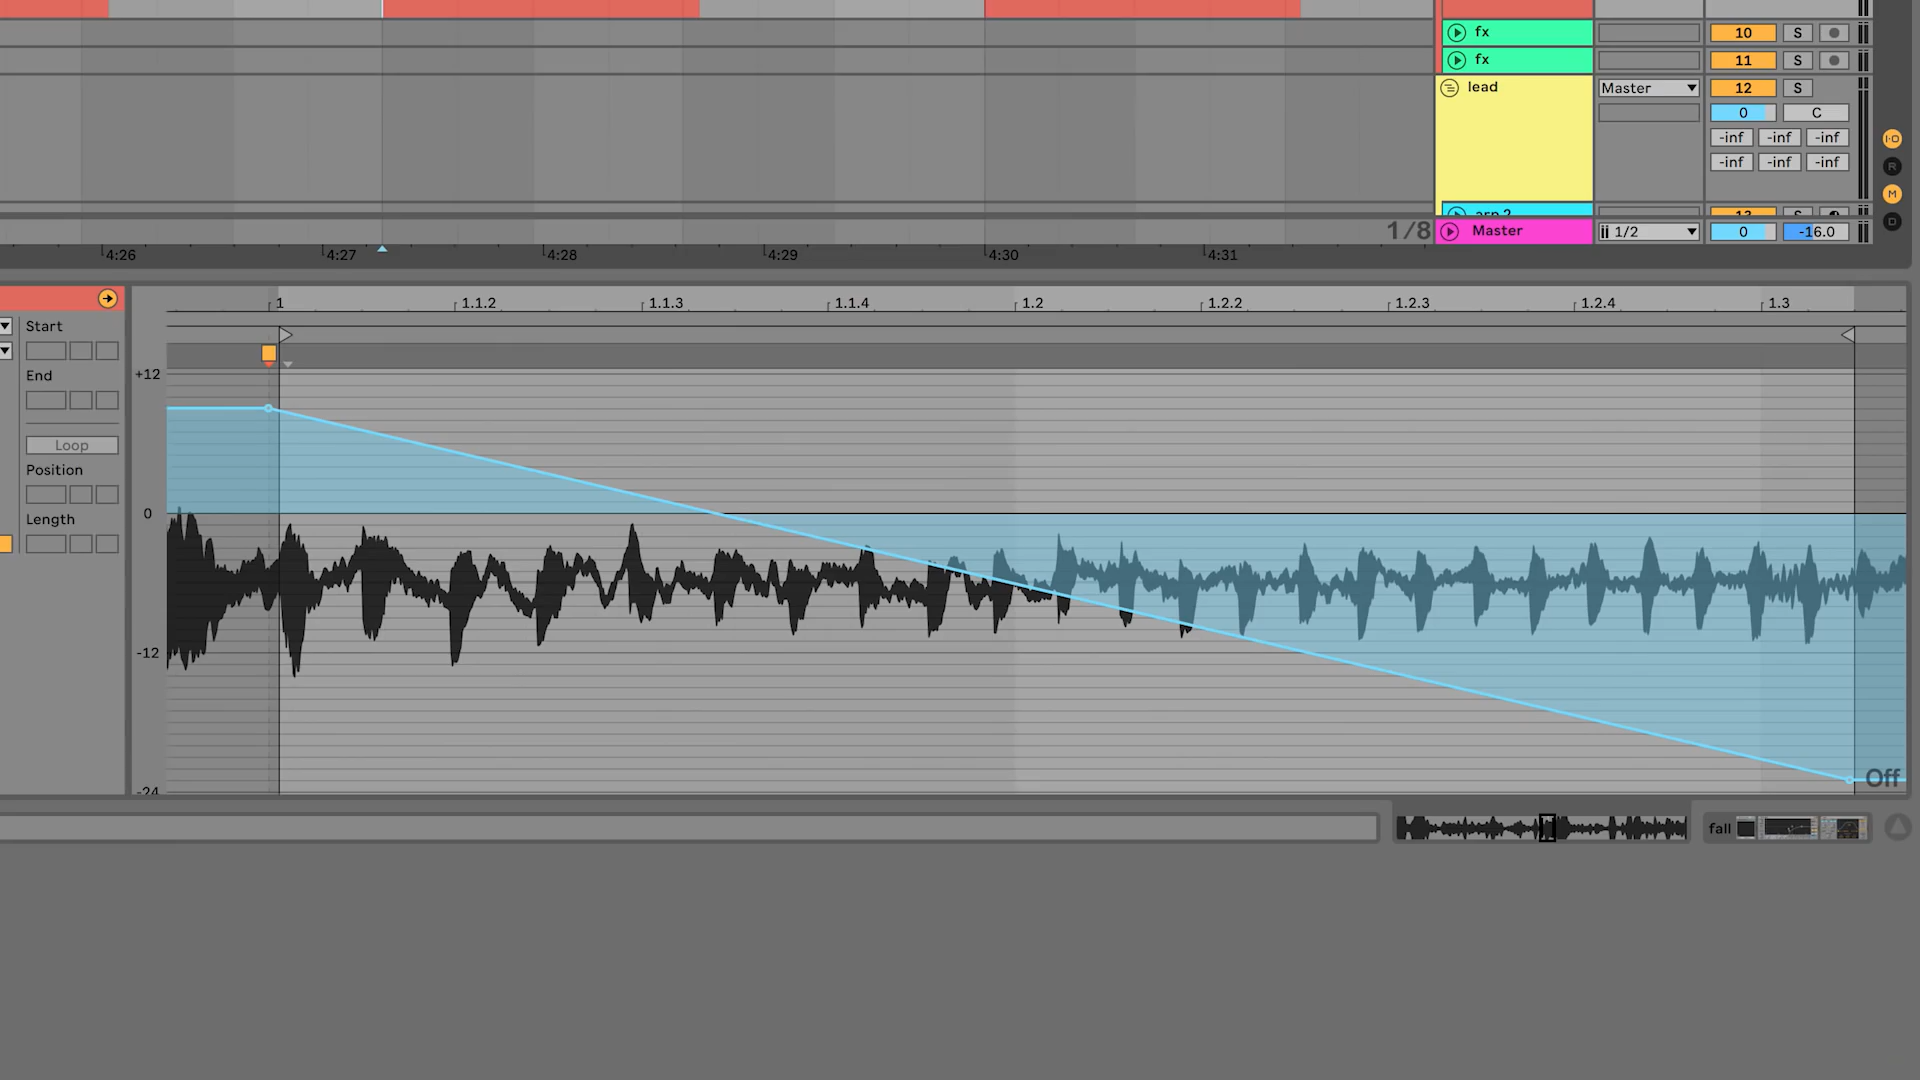 fx 10 S
fx 11 S
lead Master 12 S
0 C
-inf -inf -inf
-inf -inf -inf
1/8 Master 1/2 0 -16.0
I·O
R
M
D
4:26 4:27 4:28 4:29 4:30 4:31
1 1.1.2 1.1.3 1.1.4 1.2 1.2.2 1.2.3 1.2.4 1.3
Start
End
Loop
Position
Length
+12
0
-12
-24
Off
fall